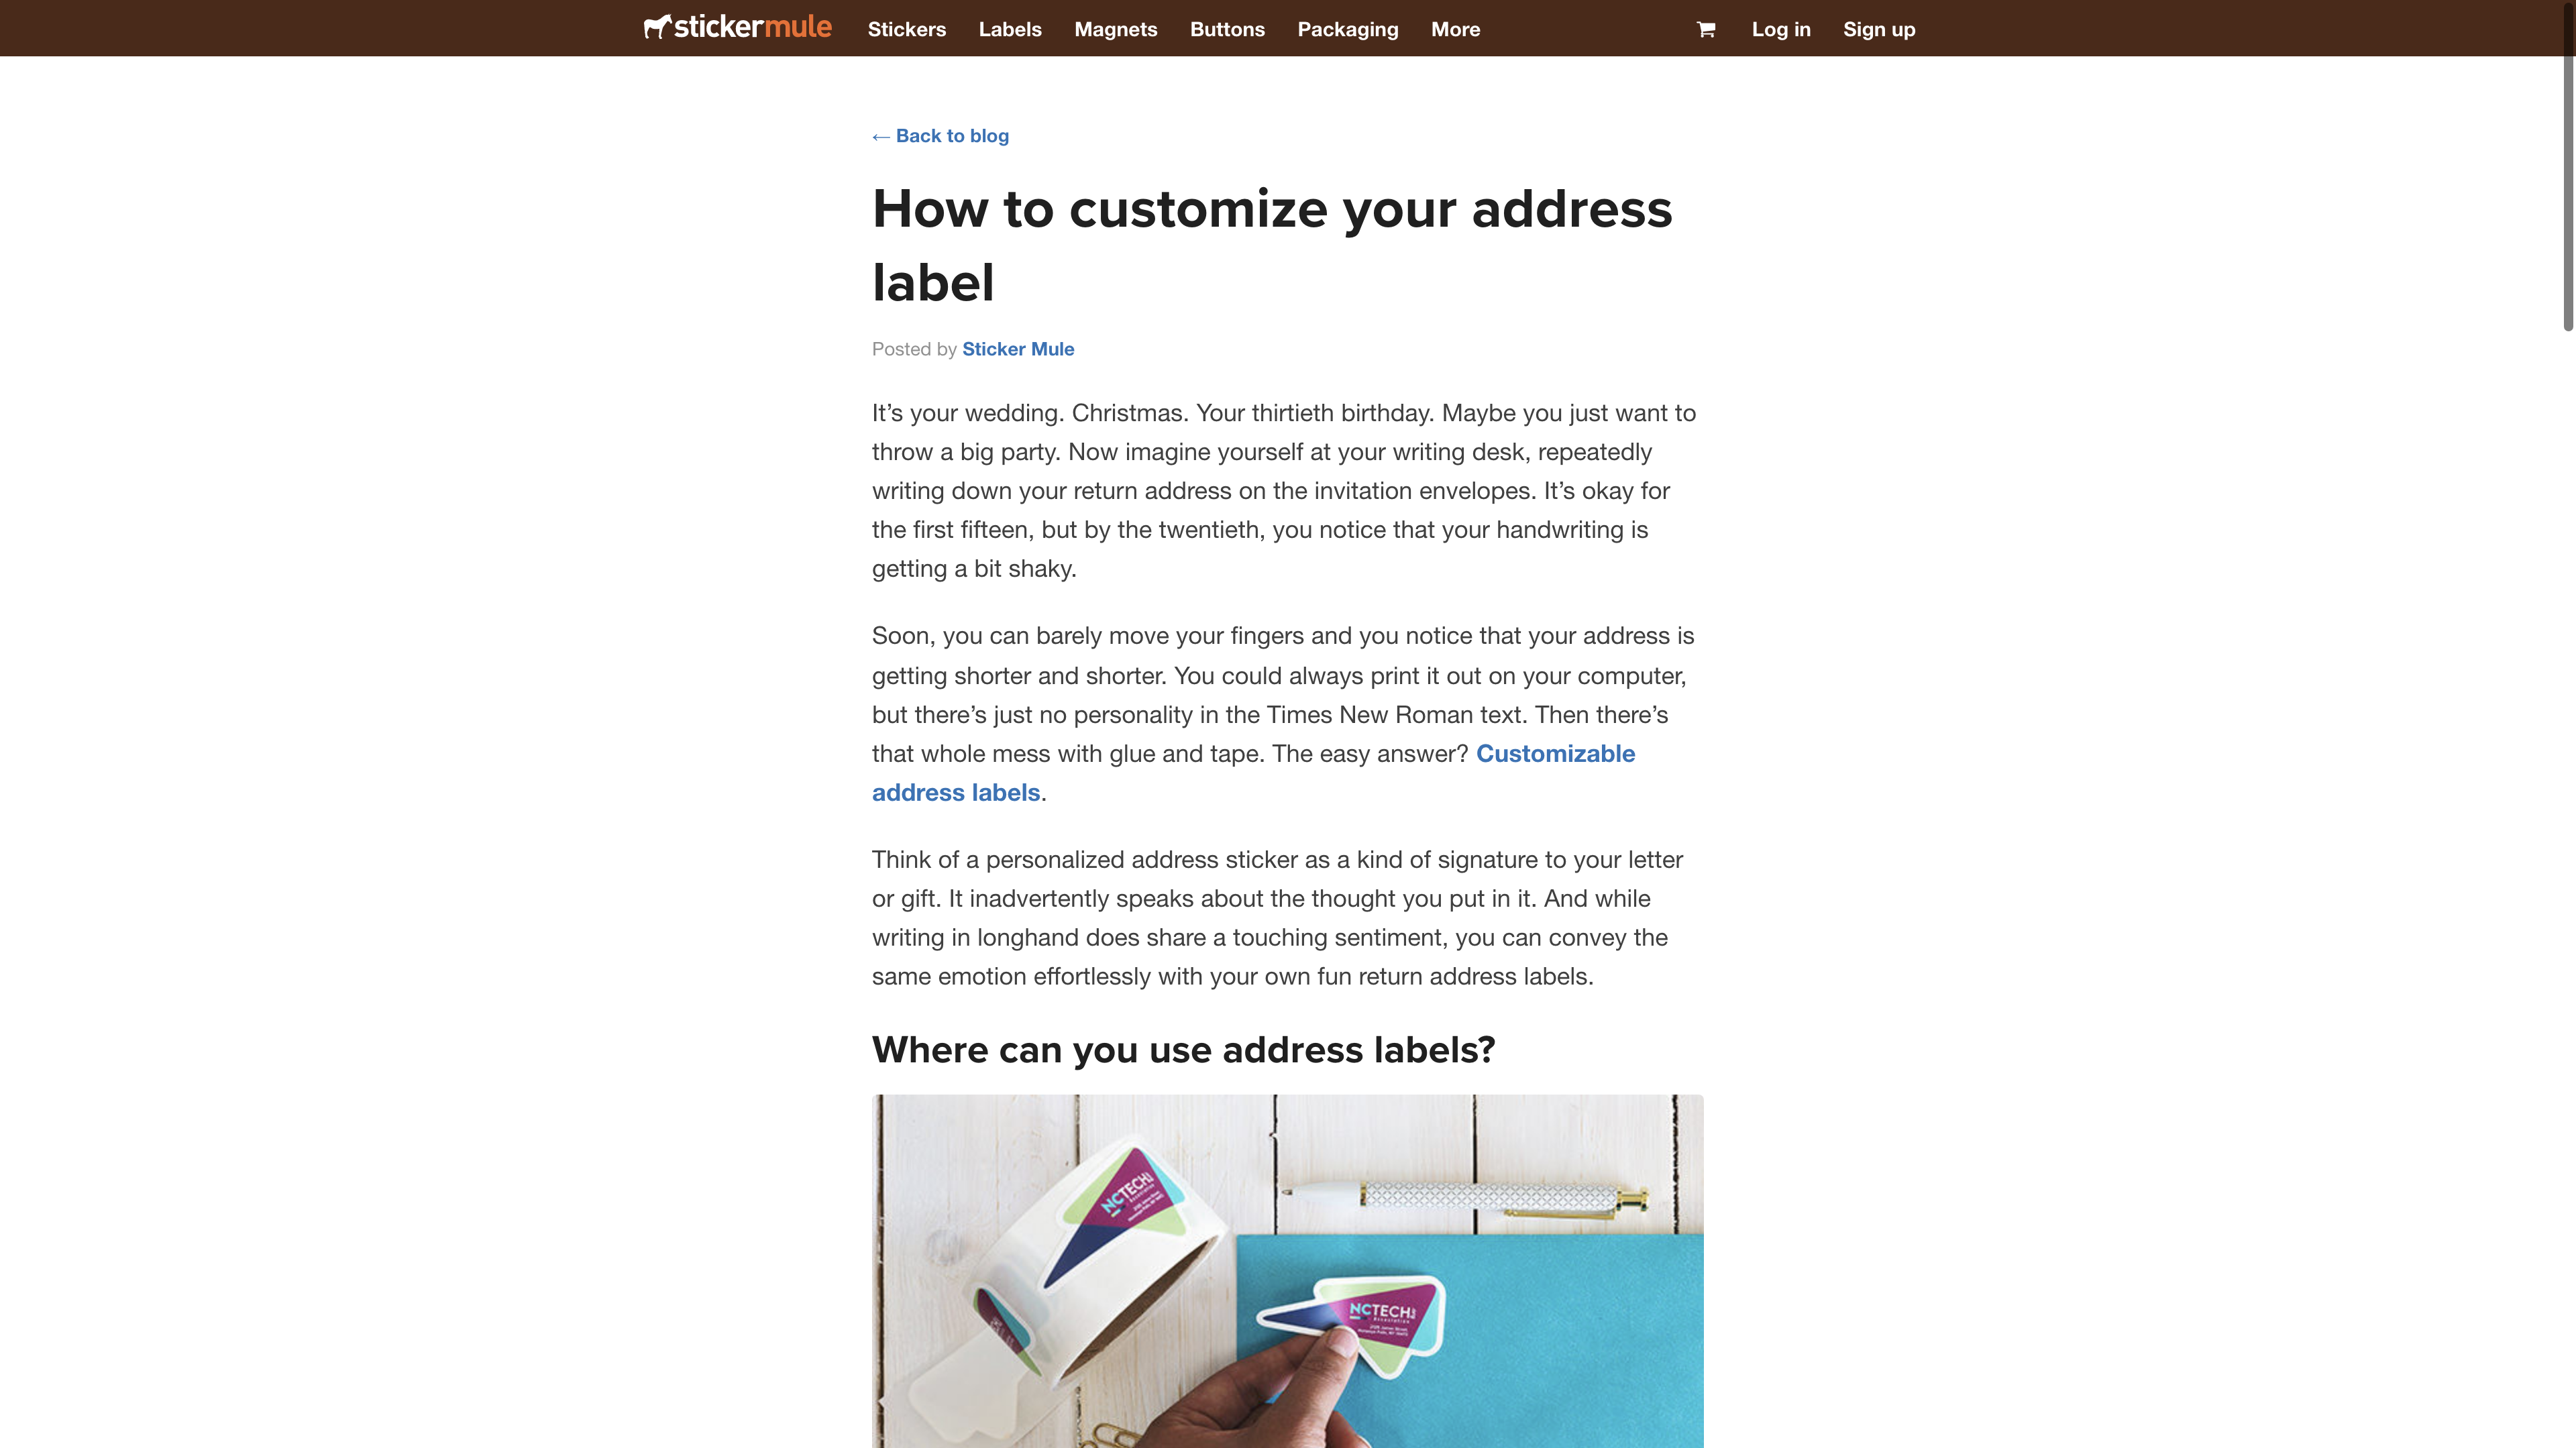 stickermule Stickers Labels Magnets Buttons Packaging More Log in Sign up
← Back to blog
How to customize your address
label
Posted by Sticker Mule
It’s your wedding. Christmas. Your thirtieth birthday. Maybe you just want to
throw a big party. Now imagine yourself at your writing desk, repeatedly
writing down your return address on the invitation envelopes. It’s okay for
the first fifteen, but by the twentieth, you notice that your handwriting is
getting a bit shaky.
Soon, you can barely move your fingers and you notice that your address is
getting shorter and shorter. You could always print it out on your computer,
but there’s just no personality in the Times New Roman text. Then there’s
that whole mess with glue and tape. The easy answer? Customizable
address labels.
Think of a personalized address sticker as a kind of signature to your letter
or gift. It inadvertently speaks about the thought you put in it. And while
writing in longhand does share a touching sentiment, you can convey the
same emotion effortlessly with your own fun return address labels.
Where can you use address labels?
NCTECH
Association
NCTECH
Association